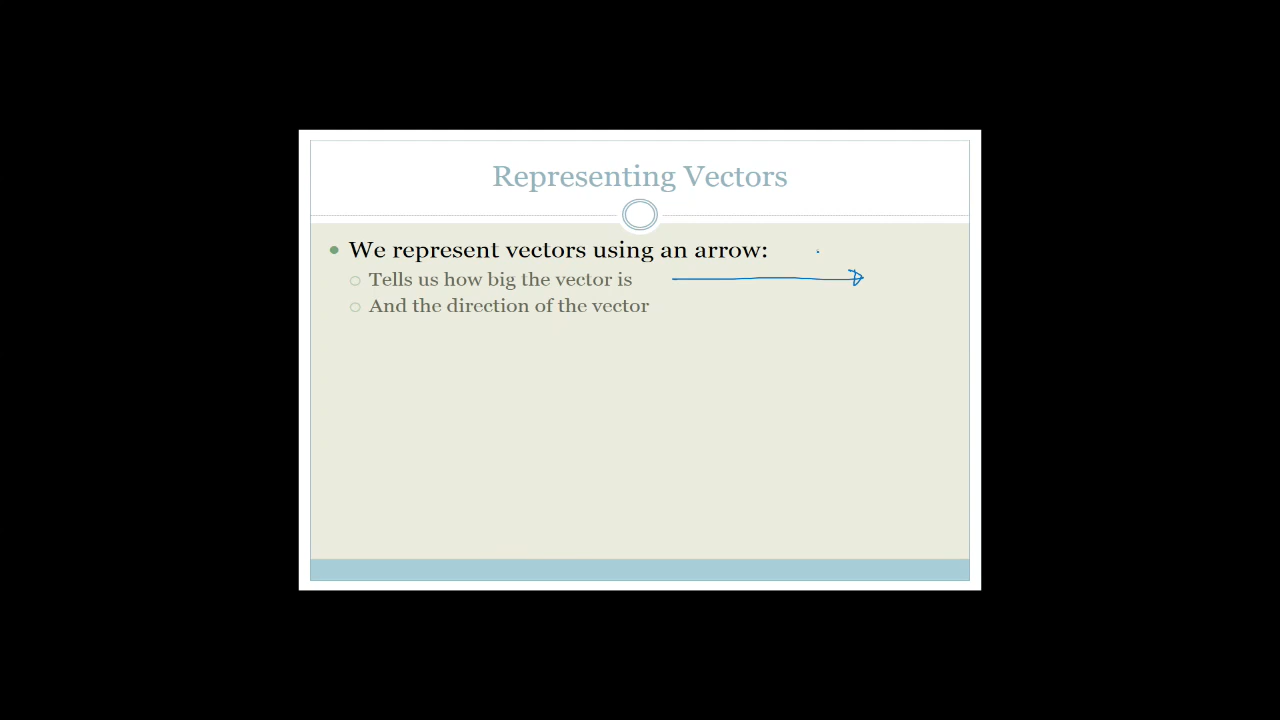 Representing Vectors
We represent vectors using an arrow:
Tells us how big the vector is
And the direction of the vector